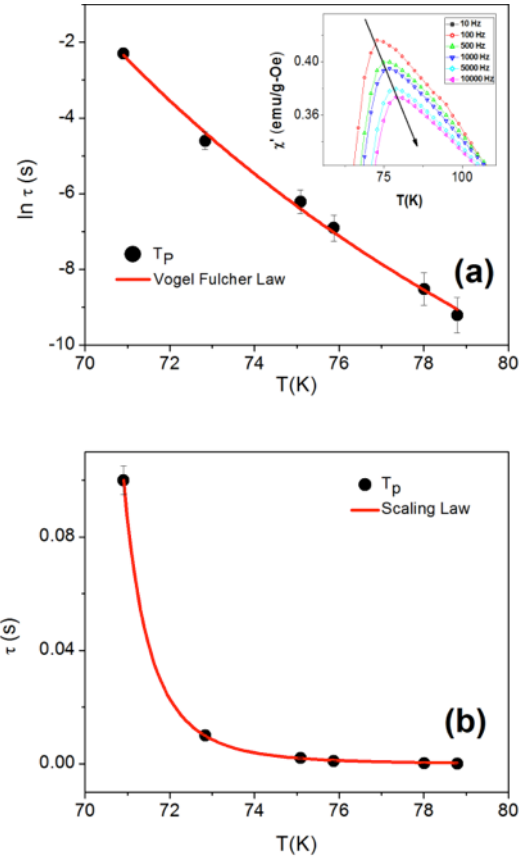 -2
-4
-6
-8
-10
ln τ (s)
70 72 74 76 78 80
T(K)
T_P
Vogel Fulcher Law
(a)
0.40
0.36
χ' (emu/g-Oe)
75 100
T(K)
10 Hz
100 Hz
500 Hz
1000 Hz
5000 Hz
10000 Hz
0.08
0.04
0.00
τ (s)
70 72 74 76 78 80
T(K)
T_p
Scaling Law
(b)